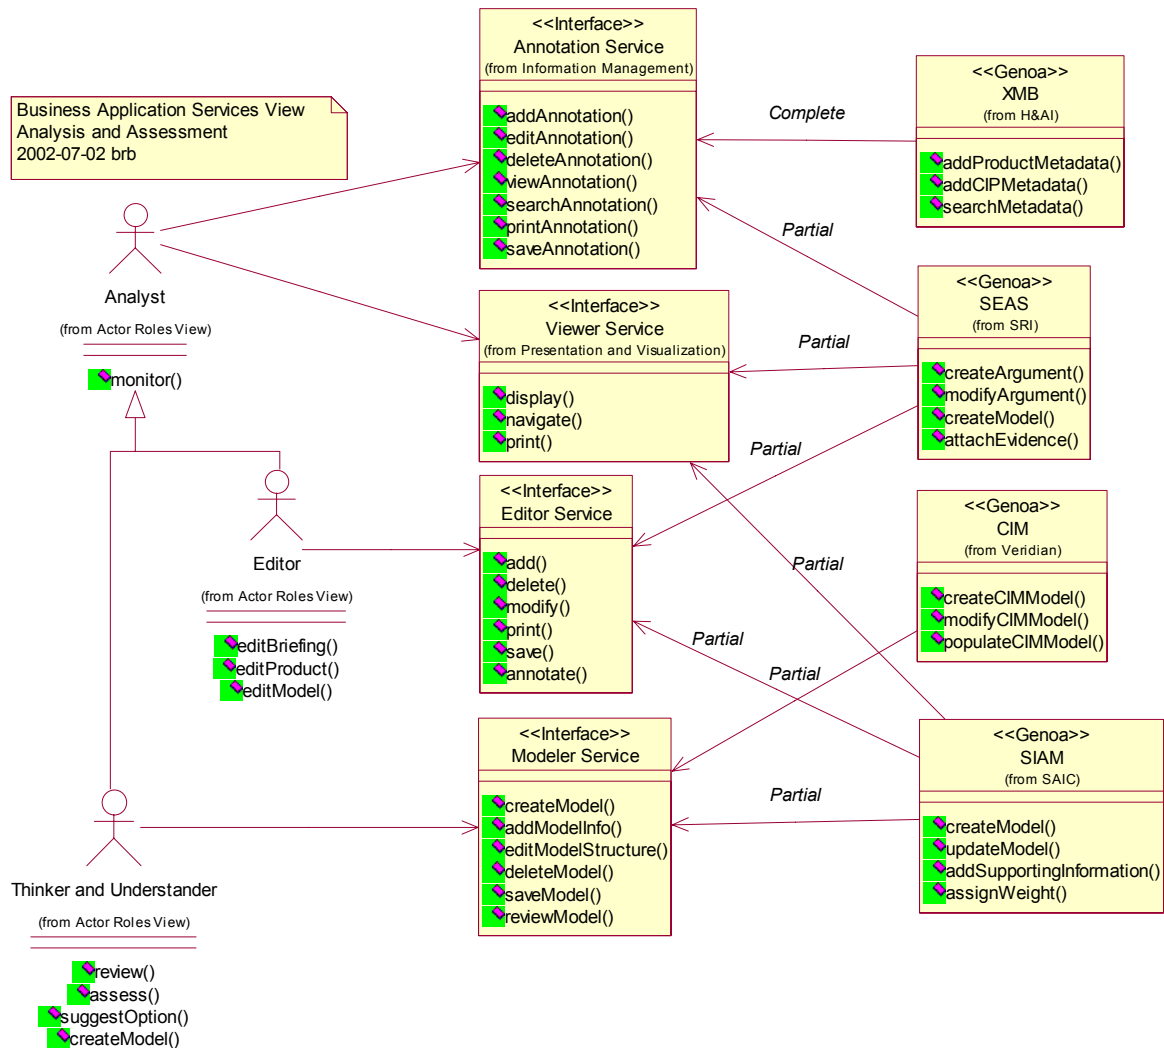 Business Application Services View
Analysis and Assessment
2002-07-02 brb
Analyst
(from Actor Roles View)
monitor()
Editor
(from Actor Roles View)
editBriefing()
editProduct()
editModel()
Thinker and Understander
(from Actor Roles View)
review()
assess()
suggestOption()
createModel()
<<Interface>>
Annotation Service
(from Information Management)
addAnnotation()
editAnnotation()
deleteAnnotation()
viewAnnotation()
searchAnnotation()
printAnnotation()
saveAnnotation()
<<Interface>>
Viewer Service
(from Presentation and Visualization)
display()
navigate()
print()
<<Interface>>
Editor Service
add()
delete()
modify()
print()
save()
annotate()
<<Interface>>
Modeler Service
createModel()
addModelInfo()
editModelStructure()
deleteModel()
saveModel()
reviewModel()
Complete
Partial
Partial
Partial
Partial
Partial
Partial
Partial
<<Genoa>>
XMB
(from H&AI)
addProductMetadata()
addCIPMetadata()
searchMetadata()
<<Genoa>>
SEAS
(from SRI)
createArgument()
modifyArgument()
createModel()
attachEvidence()
<<Genoa>>
CIM
(from Veridian)
createCIMModel()
modifyCIMModel()
populateCIMModel()
<<Genoa>>
SIAM
(from SAIC)
createModel()
updateModel()
addSupportingInformation()
assignWeight()